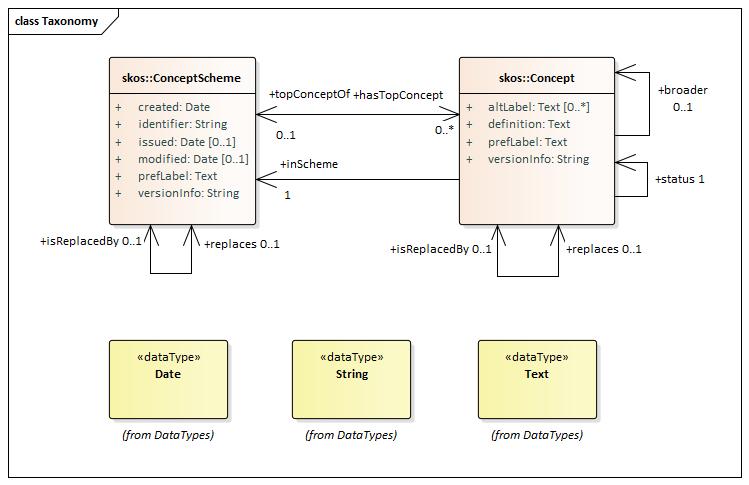 class Taxonomy
skos::ConceptScheme
+ created: Date
+ identifier: String
+ issued: Date [0..1]
+ modified: Date [0..1]
+ prefLabel: Text
+ versionInfo: String
skos::Concept
+ altLabel: Text [0..*]
+ definition: Text
+ prefLabel: Text
+ versionInfo: String
+topConceptOf +hasTopConcept
0..1 0..*
+inScheme
1
+broader
0..1
+status 1
+isReplacedBy 0..1 +replaces 0..1
+isReplacedBy 0..1 +replaces 0..1
«dataType»
Date
(from DataTypes)
«dataType»
String
(from DataTypes)
«dataType»
Text
(from DataTypes)